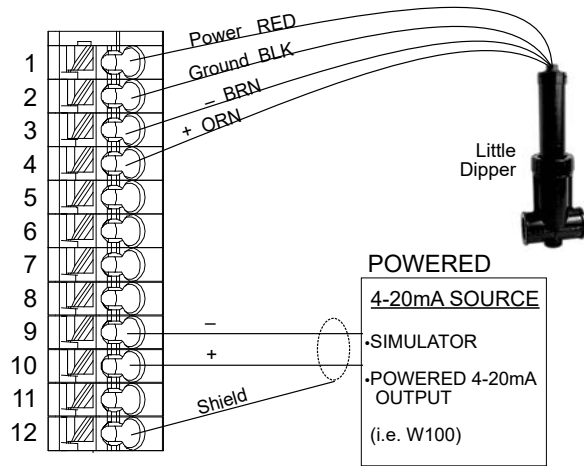 Power RED
Ground BLK
– BRN
+ ORN
1
2
3
4
5
6
7
8
9
10
11
12
Little
Dipper
POWERED
4-20mA SOURCE
•SIMULATOR
•POWERED 4-20mA
OUTPUT
(i.e. W100)
–
+
Shield